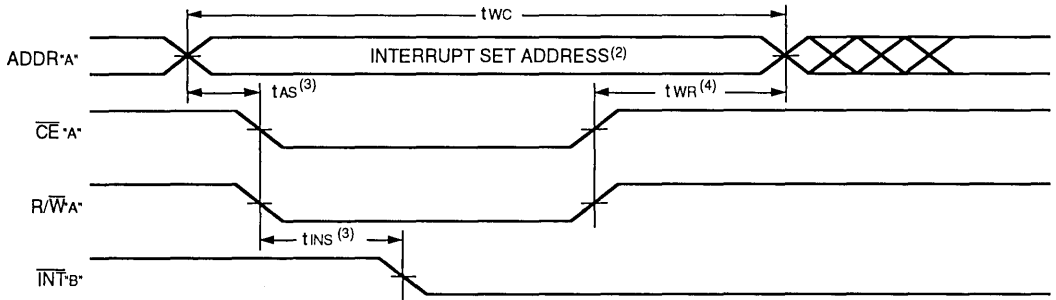 tWC
ADDR"A" INTERRUPT SET ADDRESS(2)
tAS(3) tWR(4)
CE"A"
R/W"A"
tINS(3)
INT"B"